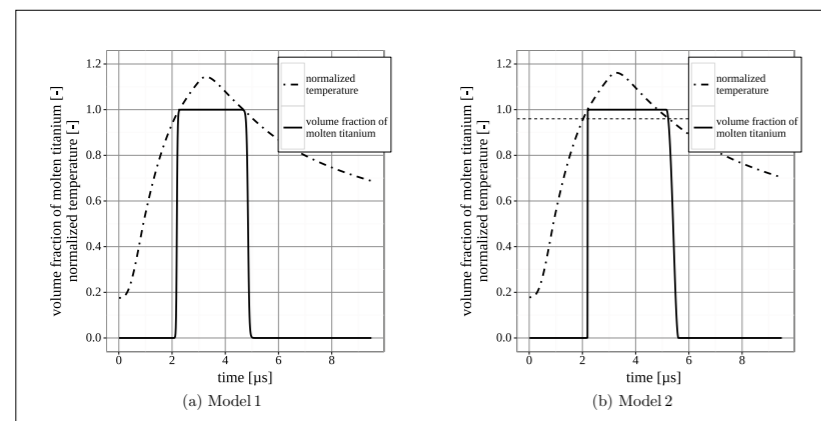 volume fraction of molten titanium [-]
normalized temperature [-]
1.2
1.0
0.8
0.6
0.4
0.2
0.0
normalized
temperature
volume fraction of
molten titanium
0 2 4 6 8
time [µs]
(a) Model 1
volume fraction of molten titanium [-]
normalized temperature [-]
1.2
1.0
0.8
0.6
0.4
0.2
0.0
normalized
temperature
volume fraction of
molten titanium
0 2 4 6 8
time [µs]
(b) Model 2